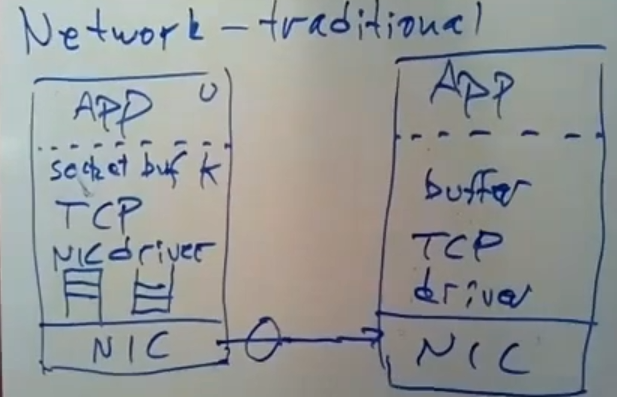 Network - traditional
APP U
socket buf K
TCP
NIC driver
NIC
APP
buffer
TCP
driver
NIC